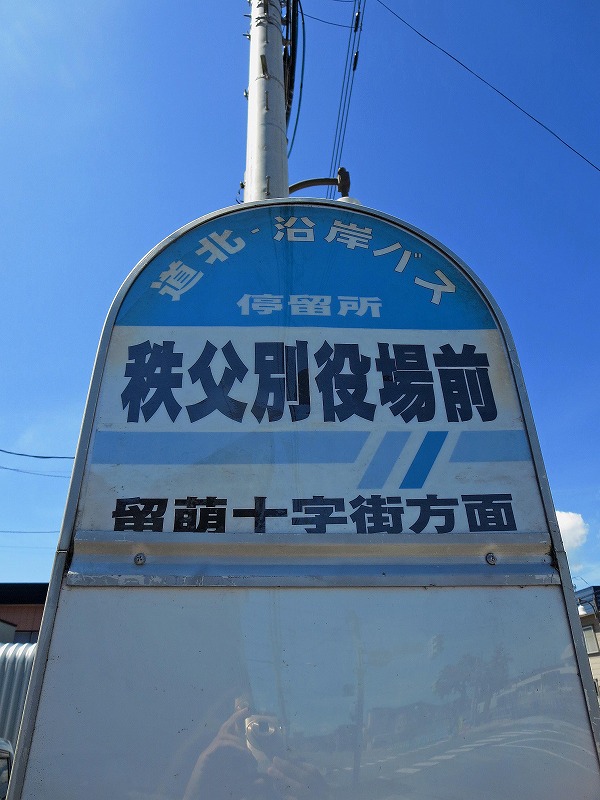 道北・沿岸バス
停留所
秩父別役場前
留萌十字街方面